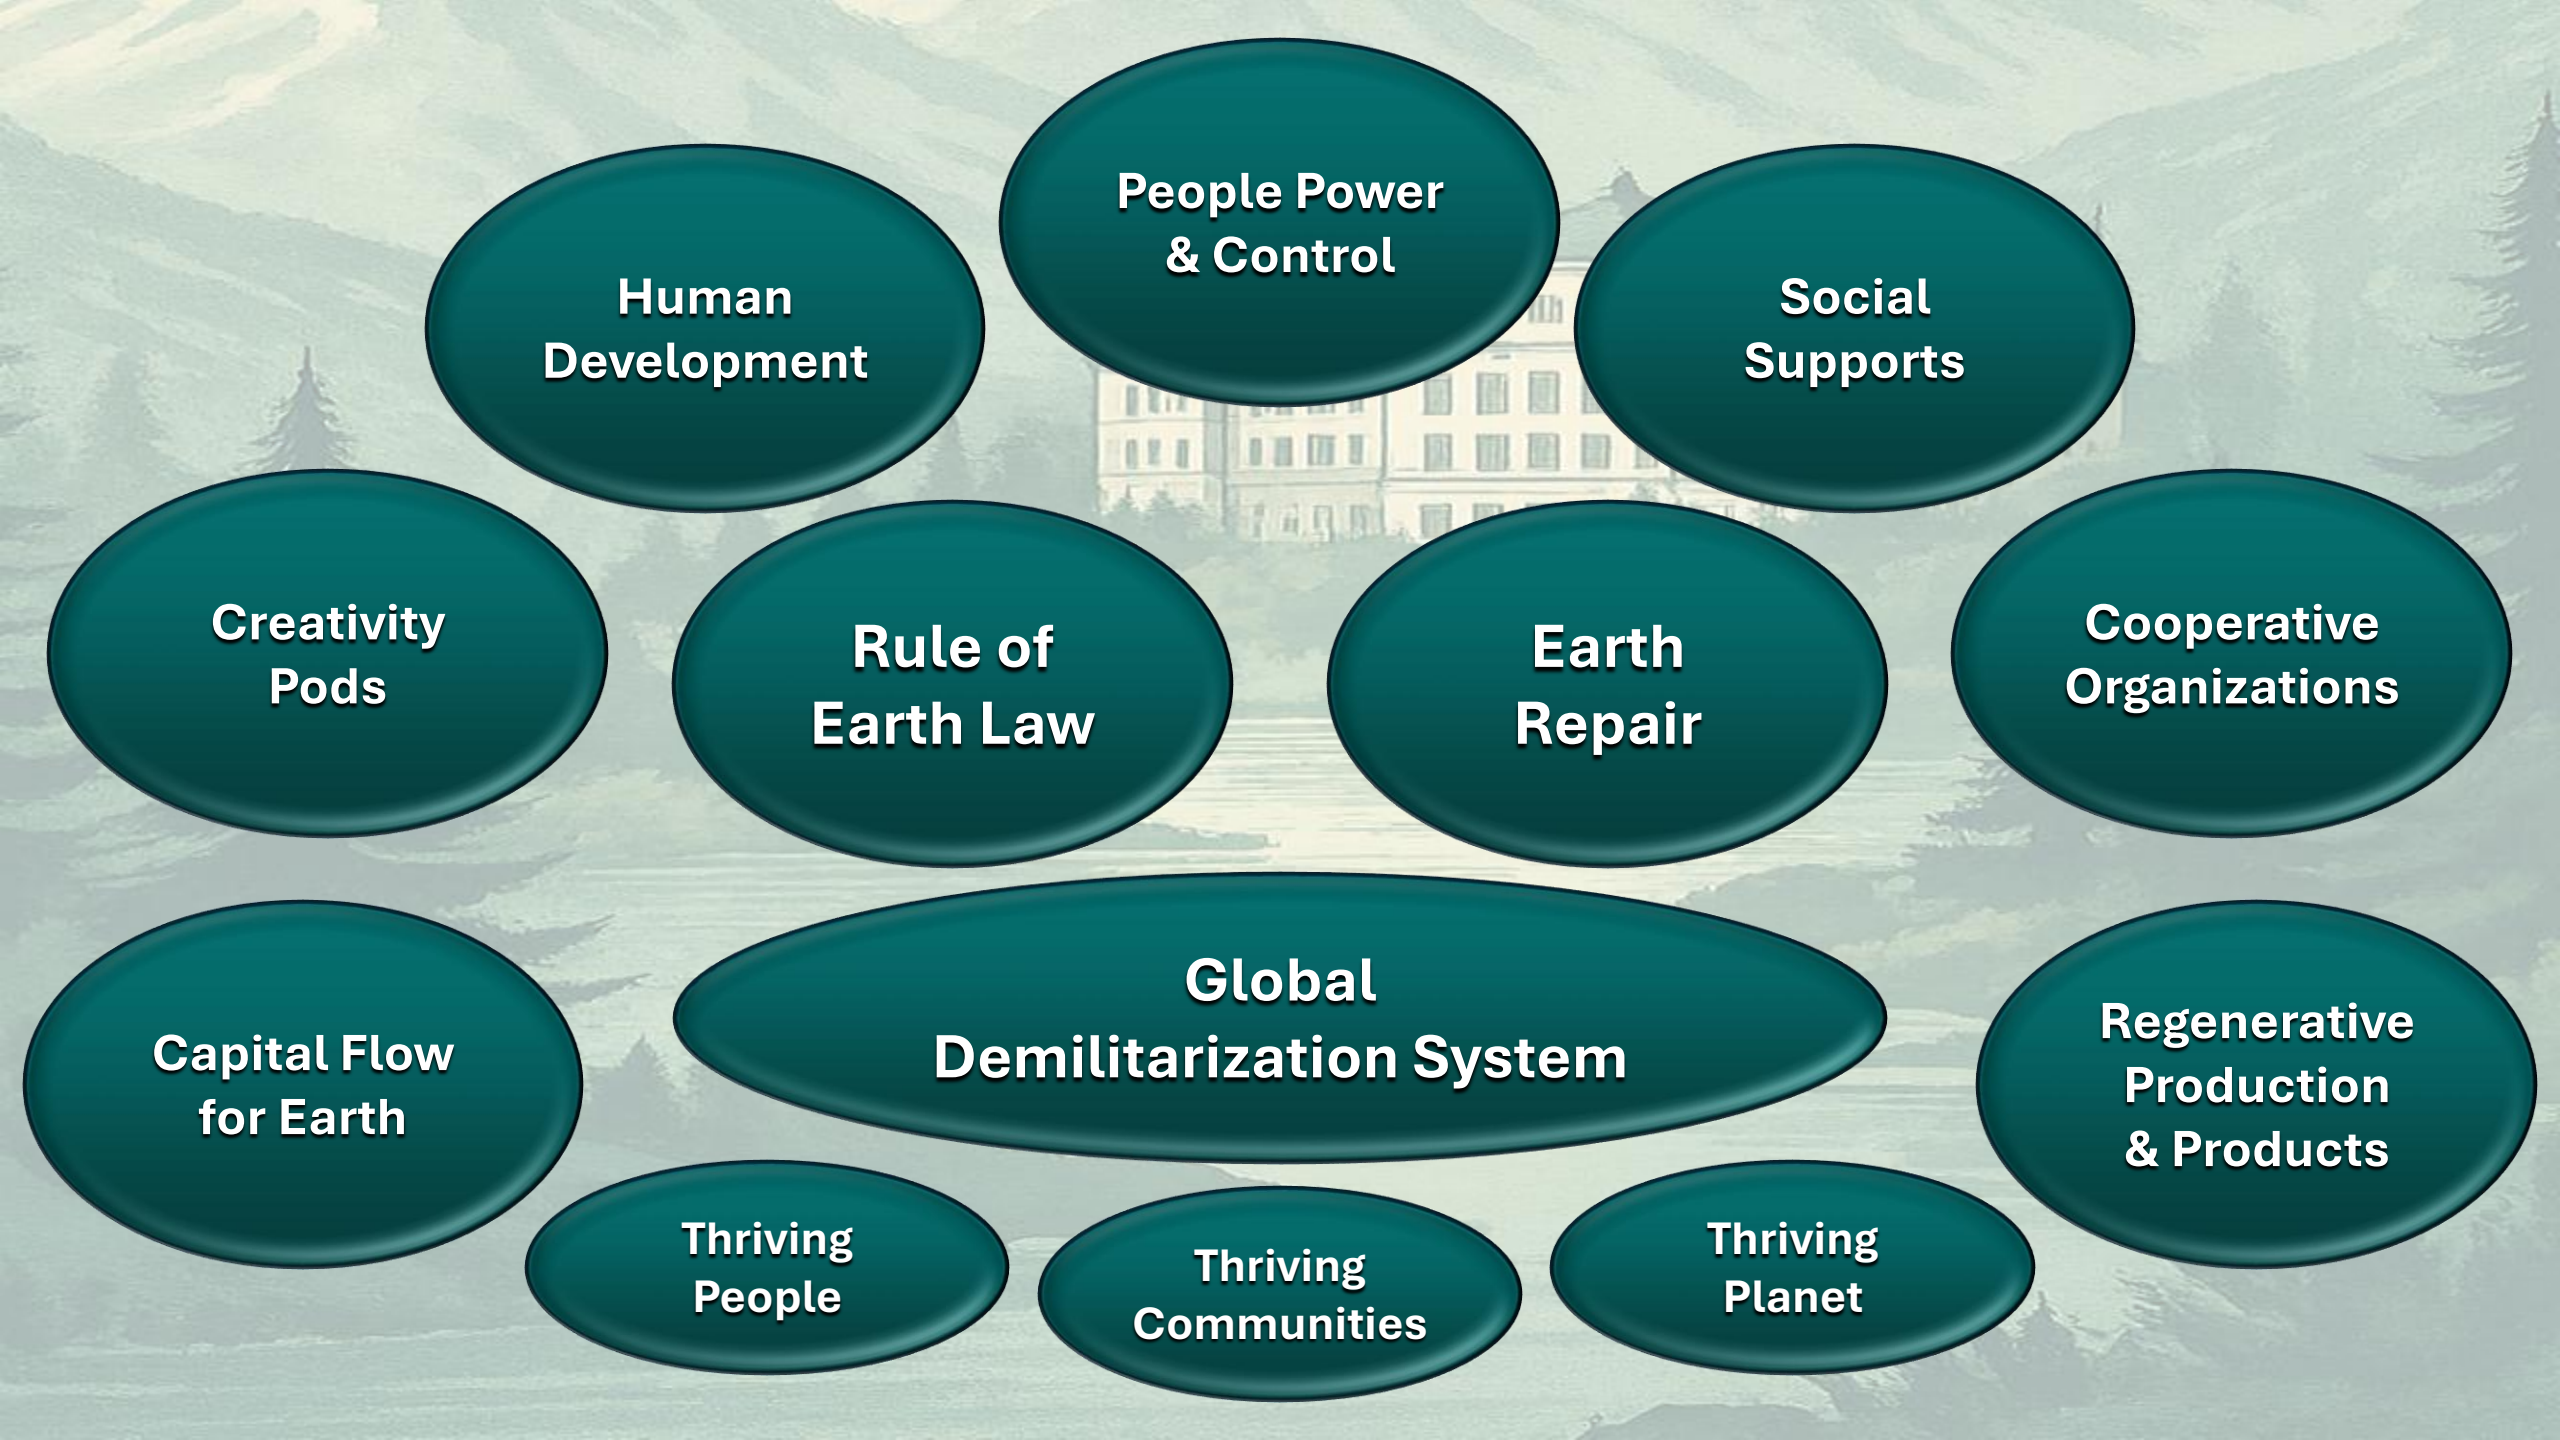 People Power
& Control
Human
Development
Social
Supports
Creativity
Pods
Rule of
Earth Law
Earth
Repair
Cooperative
Organizations
Capital Flow
for Earth
Global
Demilitarization System
Regenerative
Production
& Products
Thriving
People
Thriving
Communities
Thriving
Planet